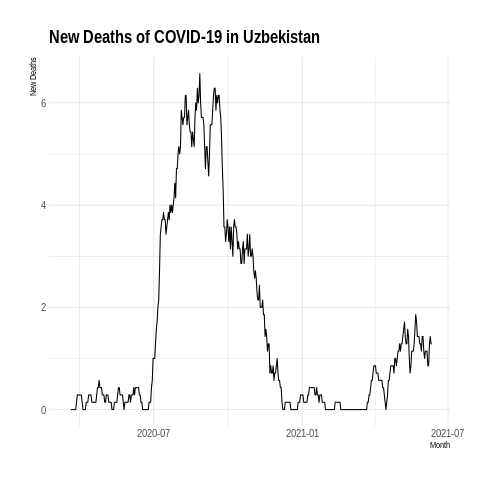 New Deaths of COVID-19 in Uzbekistan
New Deaths
6
4
2
0
2020-07
2021-01
2021-07
Month